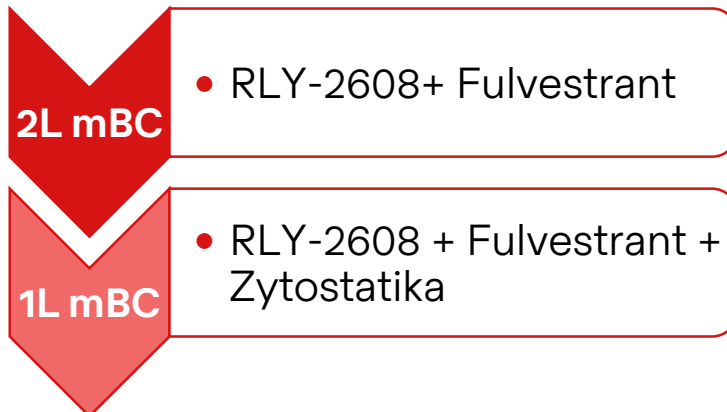 2L mBC
• RLY-2608+ Fulvestrant
1L mBC
• RLY-2608 + Fulvestrant +
Zytostatika